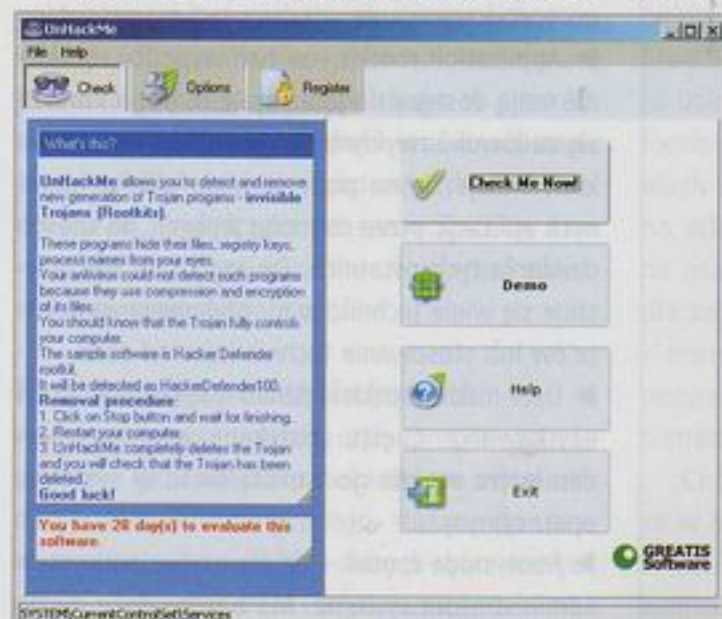 UnHackMe
File Help
Check Options Register
What's this?
UnHackMe allows you to detect and remove
new generation of Trojan programs - invisible
Trojans (Rootkits).
These programs hide their files, registry keys,
process names from your eyes.
Your antivirus could not detect such programs
because they use compression and encryption
of its files.
You should know that the Trojan fully controls
your computer.
The sample software is Hacker Defender
rootkit.
It will be detected as HackerDefender100.
Removal procedure:
1. Click on Stop button and wait for finishing.
2. Restart your computer.
3. UnHackMe completely deletes the Trojan
and you will check that the Trojan has been
deleted.
Good luck!
You have 28 day(s) to evaluate this
software.
Check Me Now!
Demo
Help
Exit
GREATIS
Software
SYSTEM\CurrentControlSet\Services